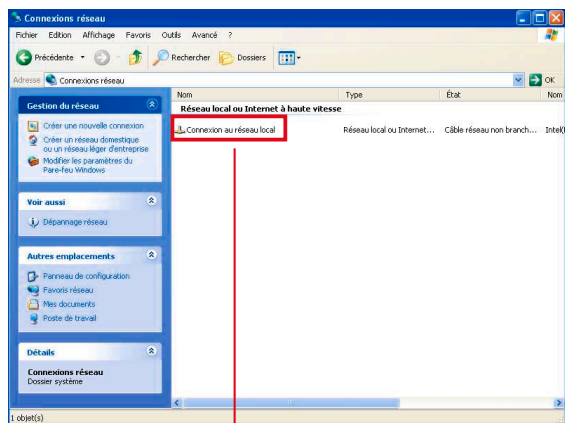 Connexions réseau
Fichier Edition Affichage Favoris Outils Avancé ?
Précédente Rechercher Dossiers
Adresse Connexions réseau OK
Nom Type État Nom
Gestion du réseau
Créer une nouvelle connexion
Créer un réseau domestique
ou un réseau léger d'entreprise
Modifier les paramètres du
Pare-feu Windows
Voir aussi
Dépannage réseau
Autres emplacements
Panneau de configuration
Favoris réseau
Mes documents
Poste de travail
Détails
Connexions réseau
Dossier système
Réseau local ou Internet à haute vitesse
Connexion au réseau local Réseau local ou Internet... Câble réseau non branch... Intel(
1 objet(s)